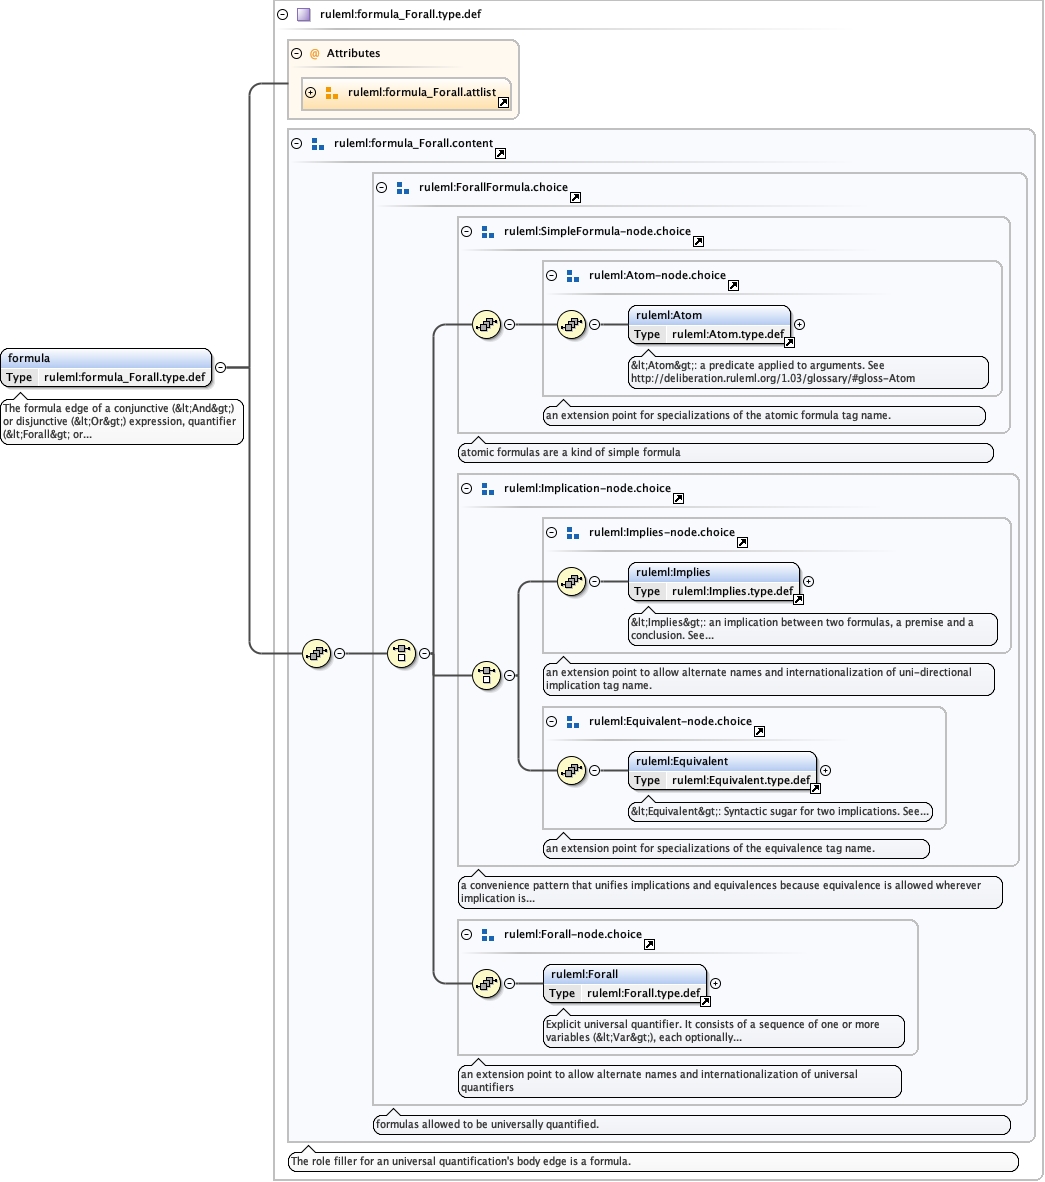 ruleml:formula_Forall.type.def
@ Attributes
ruleml:formula_Forall.attlist
ruleml:formula_Forall.content
ruleml:ForallFormula.choice
ruleml:SimpleFormula-node.choice
ruleml:Atom-node.choice
ruleml:Atom
Type ruleml:Atom.type.def
&lt;Atom&gt;: a predicate applied to arguments. See
http://deliberation.ruleml.org/1.03/glossary/#gloss-Atom
formula
Type ruleml:formula_Forall.type.def
The formula edge of a conjunctive (&lt;And&gt;)
or disjunctive (&lt;Or&gt;) expression, quantifier
(&lt;Forall&gt; or...
an extension point for specializations of the atomic formula tag name.
atomic formulas are a kind of simple formula
ruleml:Implication-node.choice
ruleml:Implies-node.choice
ruleml:Implies
Type ruleml:Implies.type.def
&lt;Implies&gt;: an implication between two formulas, a premise and a
conclusion. See...
an extension point to allow alternate names and internationalization of uni-directional
implication tag name.
ruleml:Equivalent-node.choice
ruleml:Equivalent
Type ruleml:Equivalent.type.def
&lt;Equivalent&gt;: Syntactic sugar for two implications. See...
an extension point for specializations of the equivalence tag name.
a convenience pattern that unifies implications and equivalences because equivalence is allowed wherever
implication is...
ruleml:Forall-node.choice
ruleml:Forall
Type ruleml:Forall.type.def
Explicit universal quantifier. It consists of a sequence of one or more
variables (&lt;Var&gt;), each optionally...
an extension point to allow alternate names and internationalization of universal
quantifiers
formulas allowed to be universally quantified.
The role filler for an universal quantification's body edge is a formula.